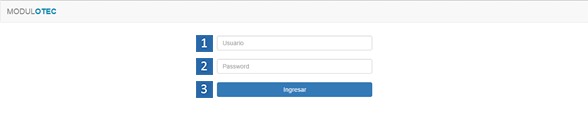 MODULOTEC
1 Usuario
2 Password
3 Ingresar